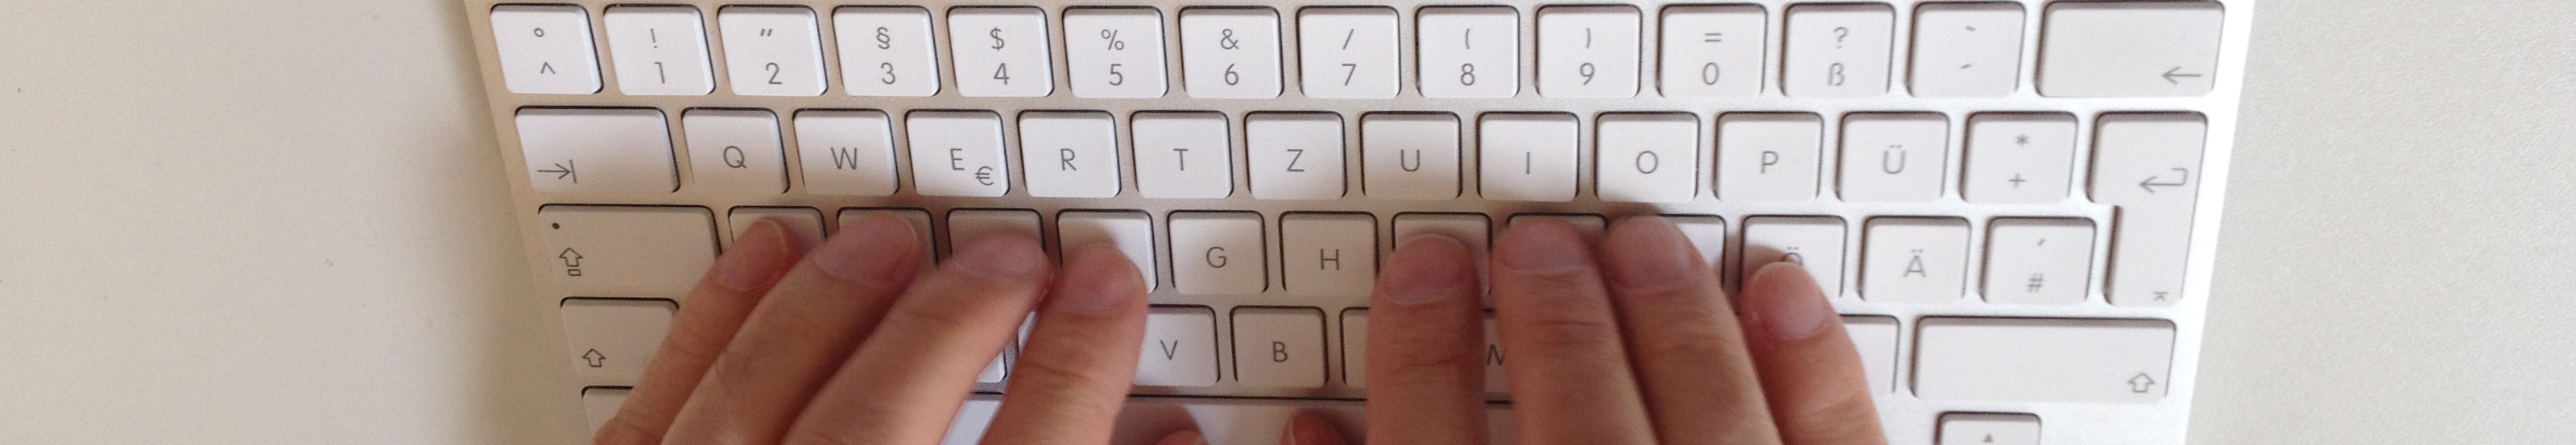 ° ! " § $ % & / ( ) = ? `
^ 1 2 3 4 5 6 7 8 9 0 ß ´ ←
→| Q W E € R T Z U I O P Ü * +
⇪ G H Ö Ä ' #
⇧ V B M ⇧